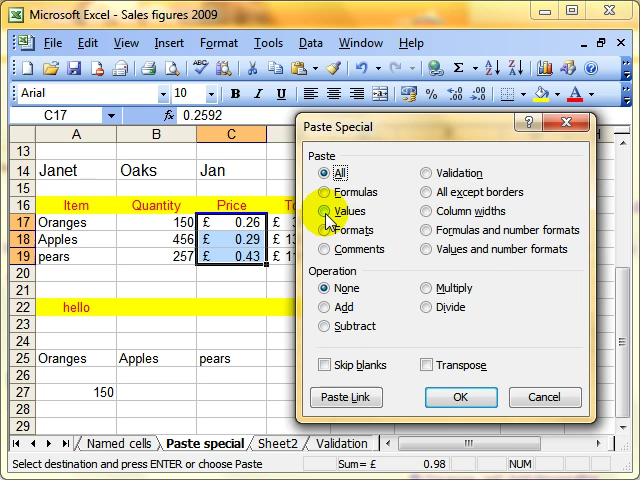 Microsoft Excel - Sales figures 2009
File Edit View Insert Format Tools Data Window Help
Arial 10 B I U
C17 0.2592
A B C H
13
14 Janet Oaks Jan
15
16 Item Quantity Price
17 Oranges 150 £ 0.26 £
18 Apples 456 £ 0.29 £ 13
19 pears 257 £ 0.43 £ 11
20
21
22 hello
23
24
25 Oranges Apples pears
26
27 150
28
29
Paste Special
Paste
All Validation
Formulas All except borders
Values Column widths
Formats Formulas and number formats
Comments Values and number formats
Operation
None Multiply
Add Divide
Subtract
Skip blanks Transpose
Paste Link OK Cancel
Named cells Paste special Sheet2 Validation
Select destination and press ENTER or choose Paste Sum= £ 0.98 NUM